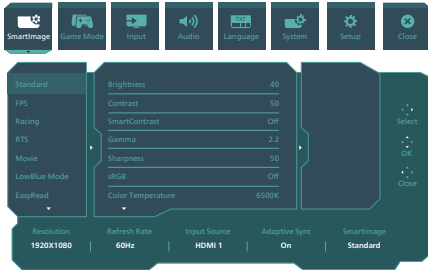 SmartImage Game Mode Input Audio Language System Setup Close
TXT
Standard
FPS
Racing
RTS
Movie
LowBlue Mode
EasyRead
Brightness 40
Contrast 50
SmartContrast Off
Gamma 2.2
Sharpness 50
sRGB Off
Color Temperature 6500K
Select
OK
Close
Resolution Refresh Rate Input Source Adaptive Sync SmartImage
1920X1080 60Hz HDMI 1 On Standard